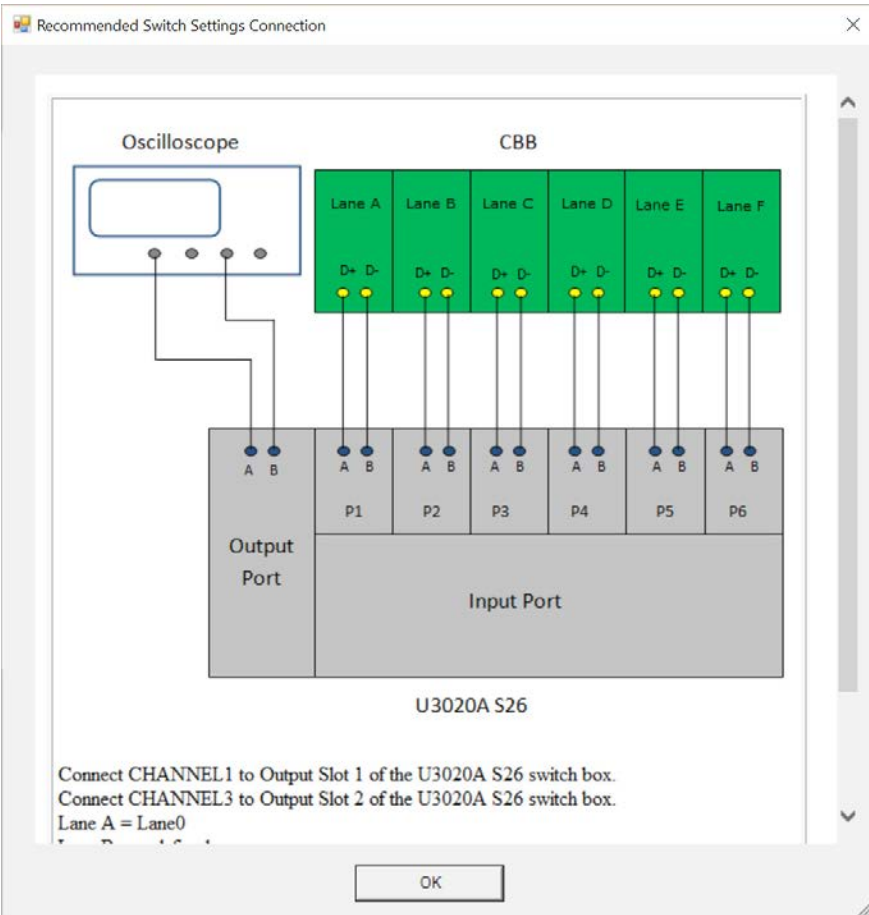 Recommended Switch Settings Connection
Oscilloscope CBB
Lane A Lane B Lane C Lane D Lane E Lane F
D+ D- D+ D- D+ D- D+ D- D+ D- D+ D-
A B A B A B A B A B A B A B
P1 P2 P3 P4 P5 P6
Output
Port
Input Port
U3020A S26
Connect CHANNEL1 to Output Slot 1 of the U3020A S26 switch box.
Connect CHANNEL3 to Output Slot 2 of the U3020A S26 switch box.
Lane A = Lane0
OK